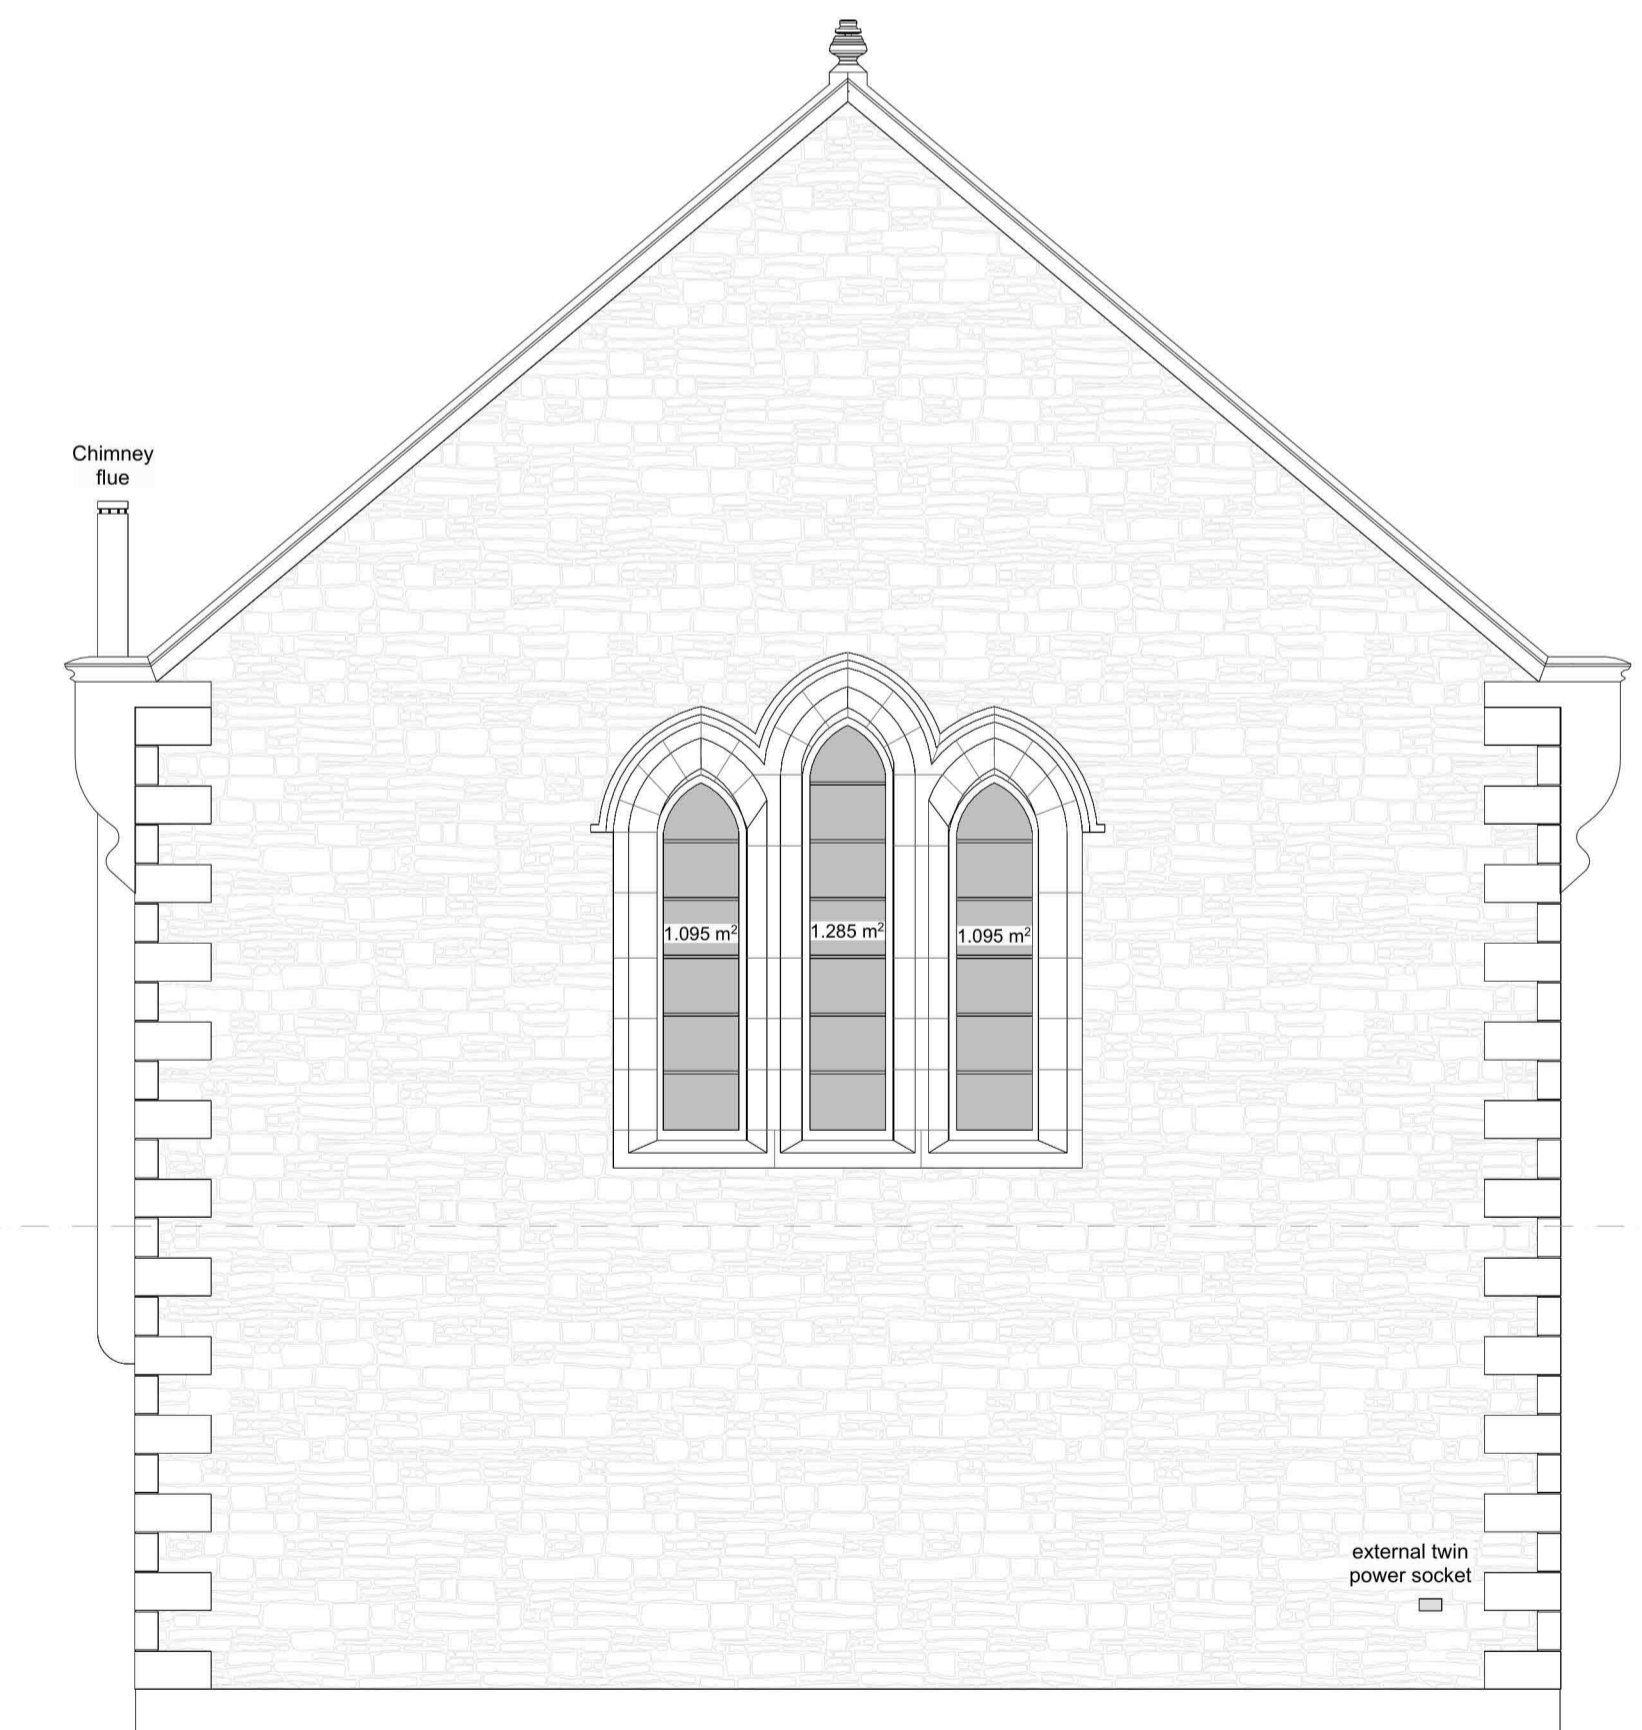 Chimney
flue
1.095 m²
1.285 m²
1.095 m²
external twin
power socket